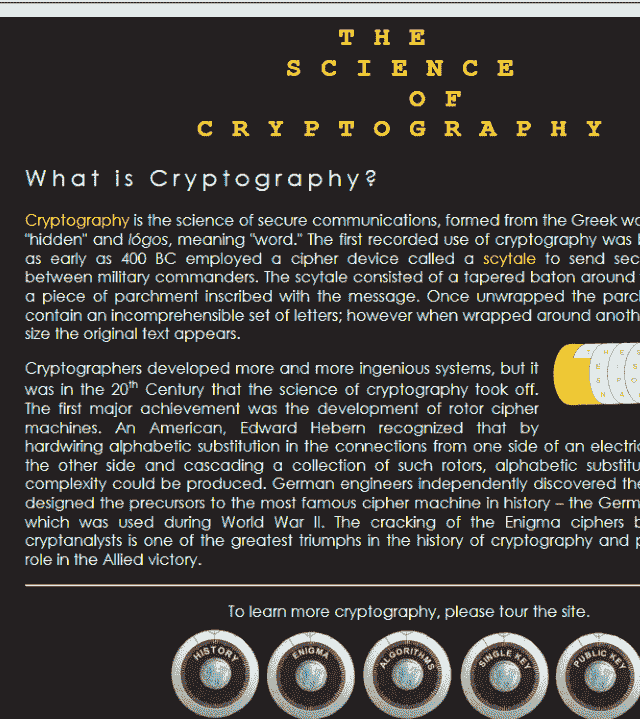 T H E
S C I E N C E
O F
C R Y P T O G R A P H Y
What is Cryptography?
Cryptography is the science of secure communications, formed from the Greek
"hidden" and lógos, meaning "word." The first recorded use of cryptography was
as early as 400 BC employed a cipher device called a scytale to send
between military commanders. The scytale consisted of a tapered baton around
a piece of parchment inscribed with the message. Once unwrapped the
contain an incomprehensible set of letters; however when wrapped around
size the original text appears.
Cryptographers developed more and more ingenious systems, but it
was in the 20th Century that the science of cryptography took off.
The first major achievement was the development of rotor cipher
machines. An American, Edward Hebern recognized that by
hardwiring alphabetic substitution in the connections from one side of an
the other side and cascading a collection of such rotors, alphabetic
complexity could be produced. German engineers independently discovered
designed the precursors to the most famous cipher machine in history – the
which was used during World War II. The cracking of the Enigma ciphers
cryptanalysts is one of the greatest triumphs in the history of cryptography and
role in the Allied victory.
To learn more cryptography, please tour the site.
HISTORY
ENIGMA
ALGORITHMS
SINGLE KEY
PUBLIC KEY